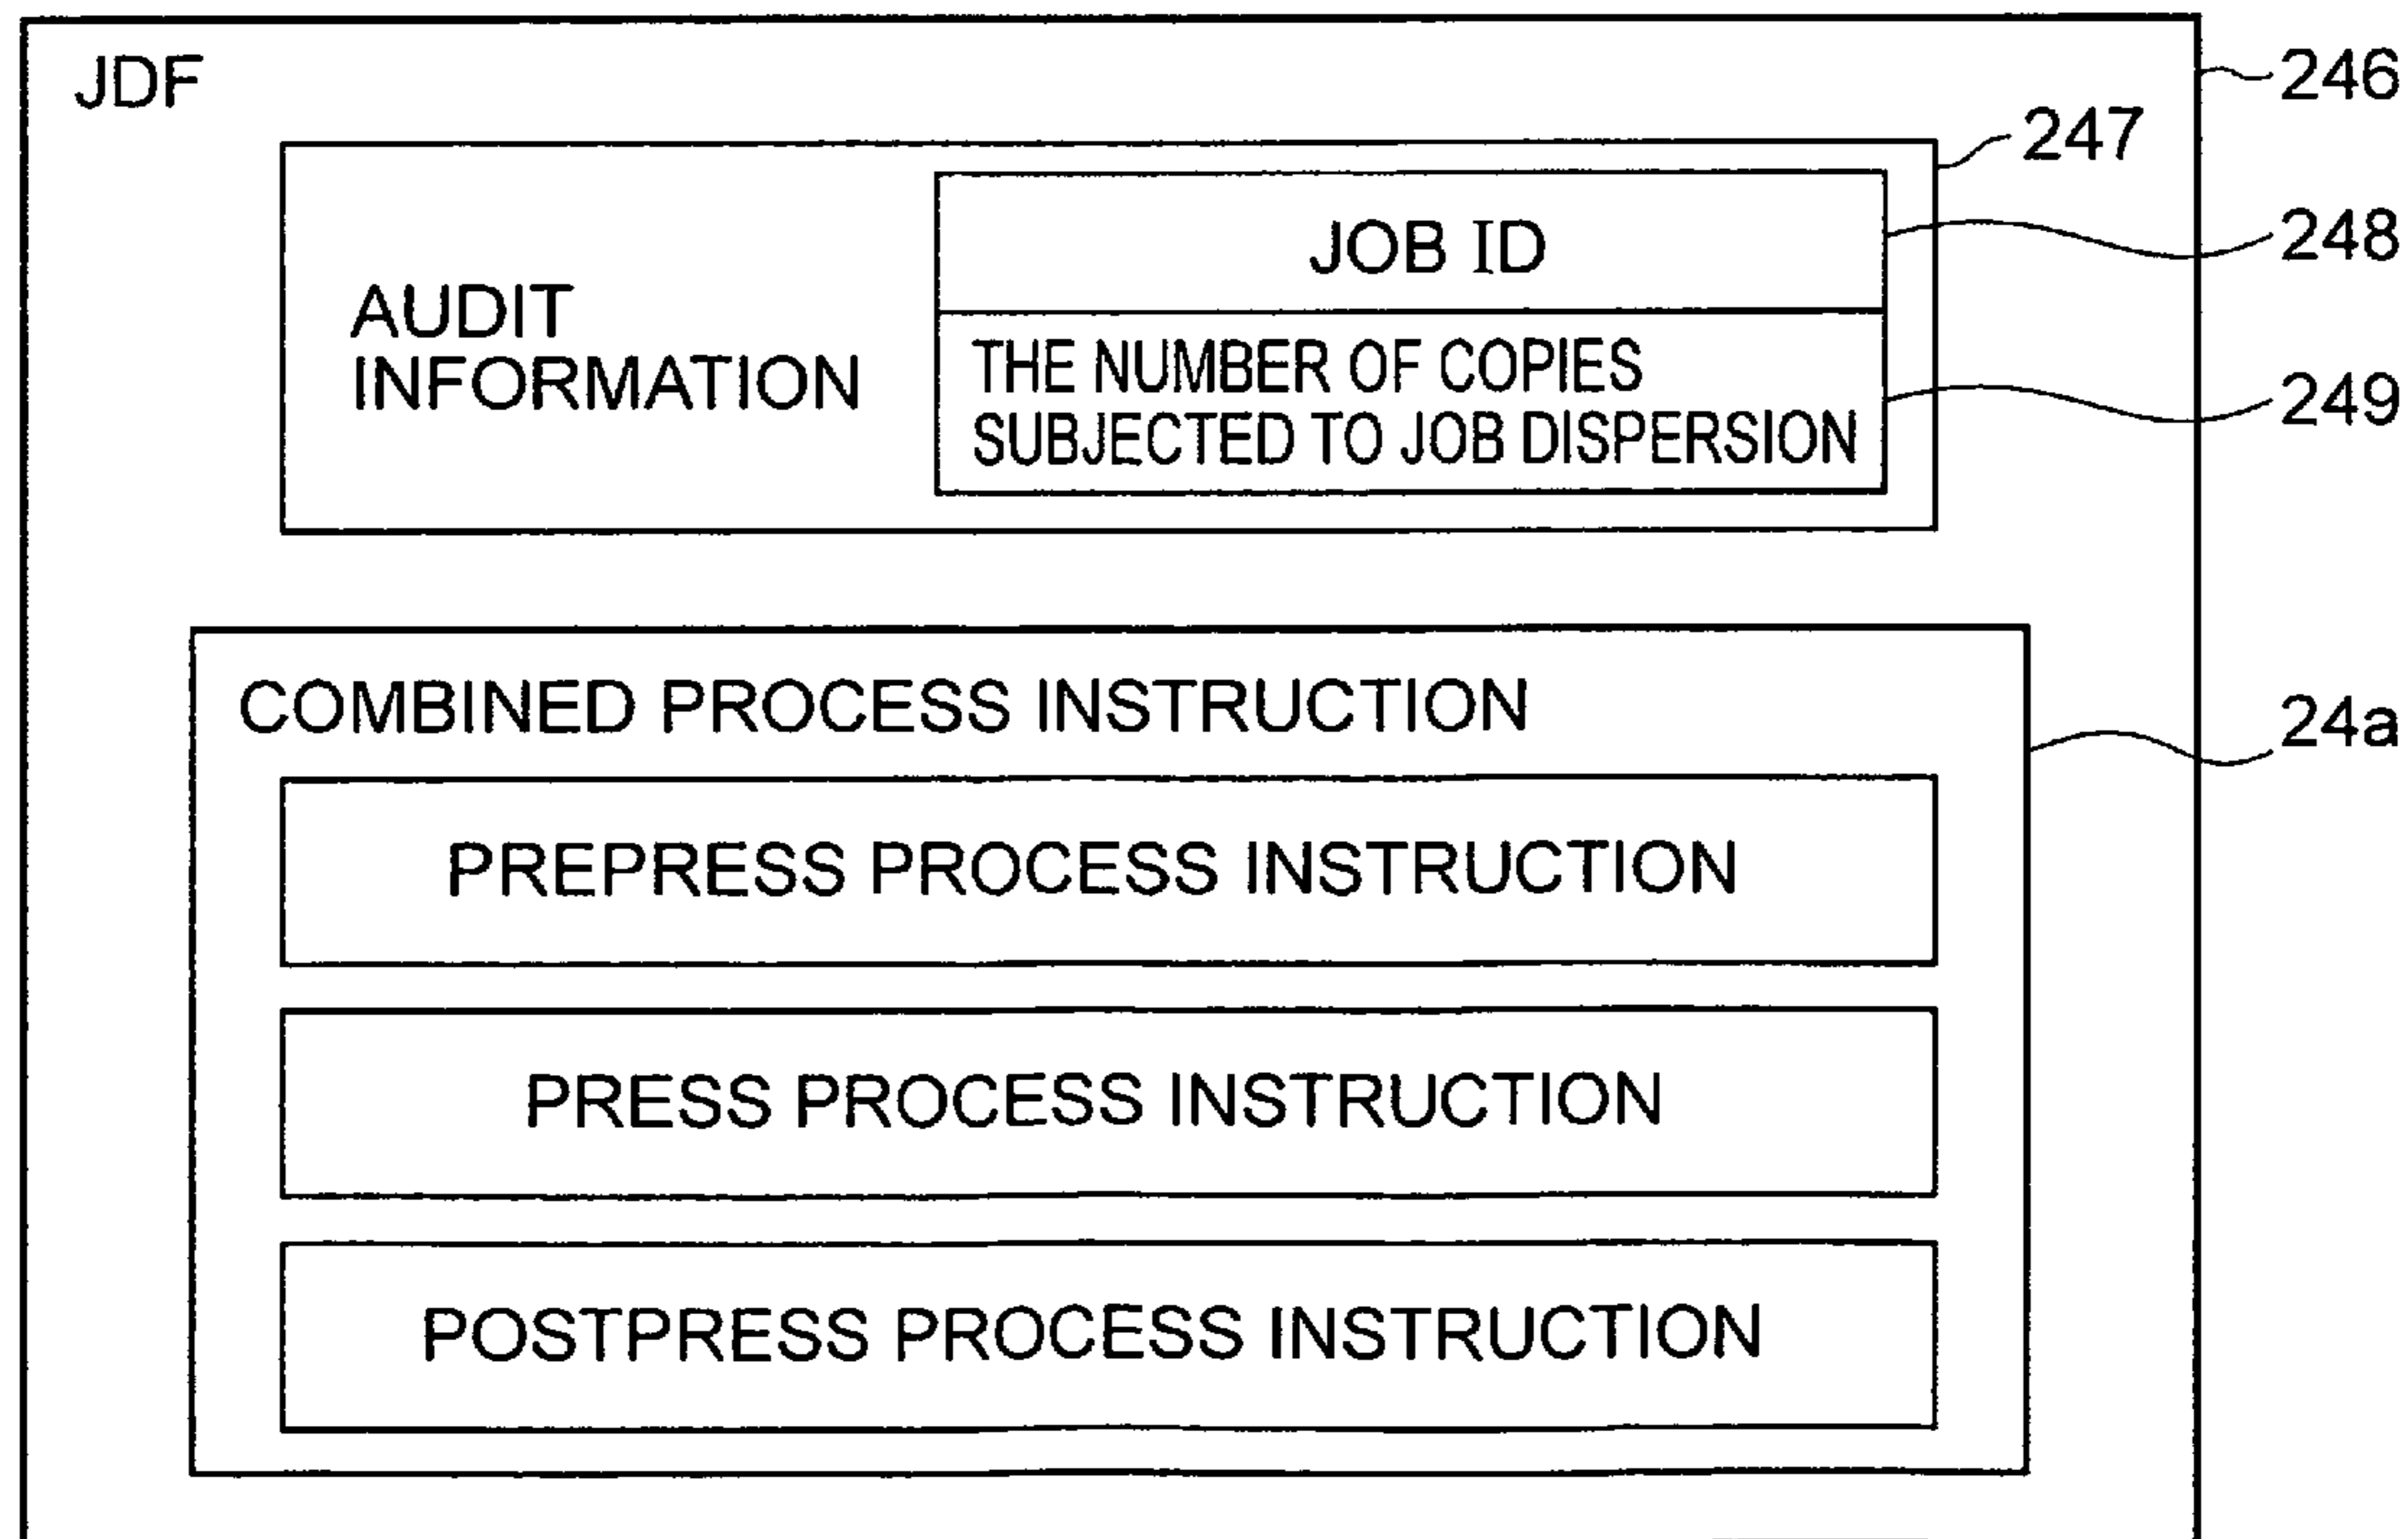 JDF
246
247
JOB ID
248
AUDIT
INFORMATION
THE NUMBER OF COPIES
SUBJECTED TO JOB DISPERSION
249
COMBINED PROCESS INSTRUCTION
24a
PREPRESS PROCESS INSTRUCTION
PRESS PROCESS INSTRUCTION
POSTPRESS PROCESS INSTRUCTION